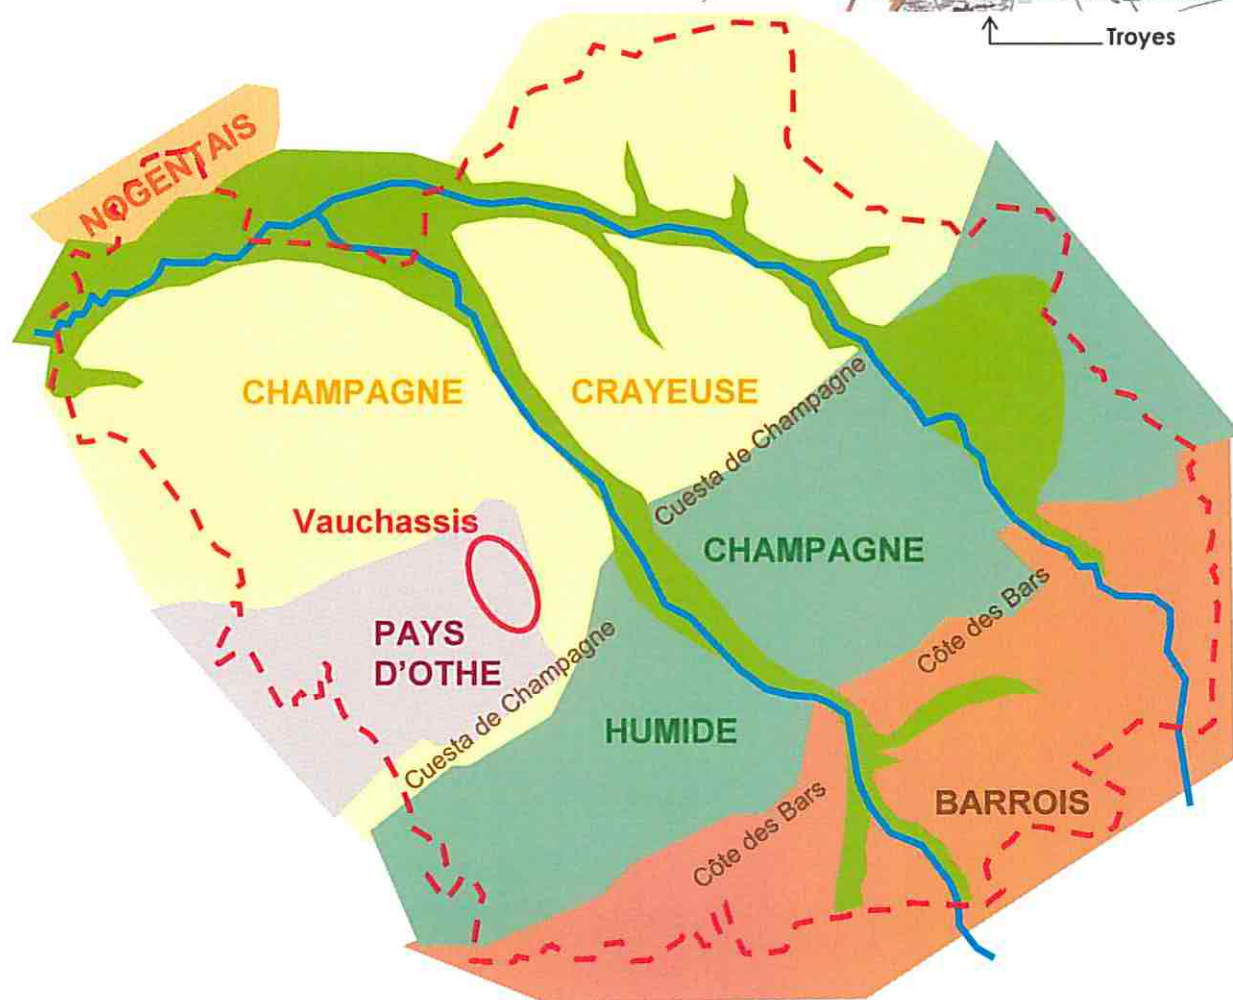 Troyes
NOGENTAIS
CHAMPAGNE
CRAYEUSE
Cuesta de Champagne
Vauchassis
CHAMPAGNE
PAYS
D'OTHE
Cuesta de Champagne
Côte des Bars
HUMIDE
Côte des Bars
BARROIS